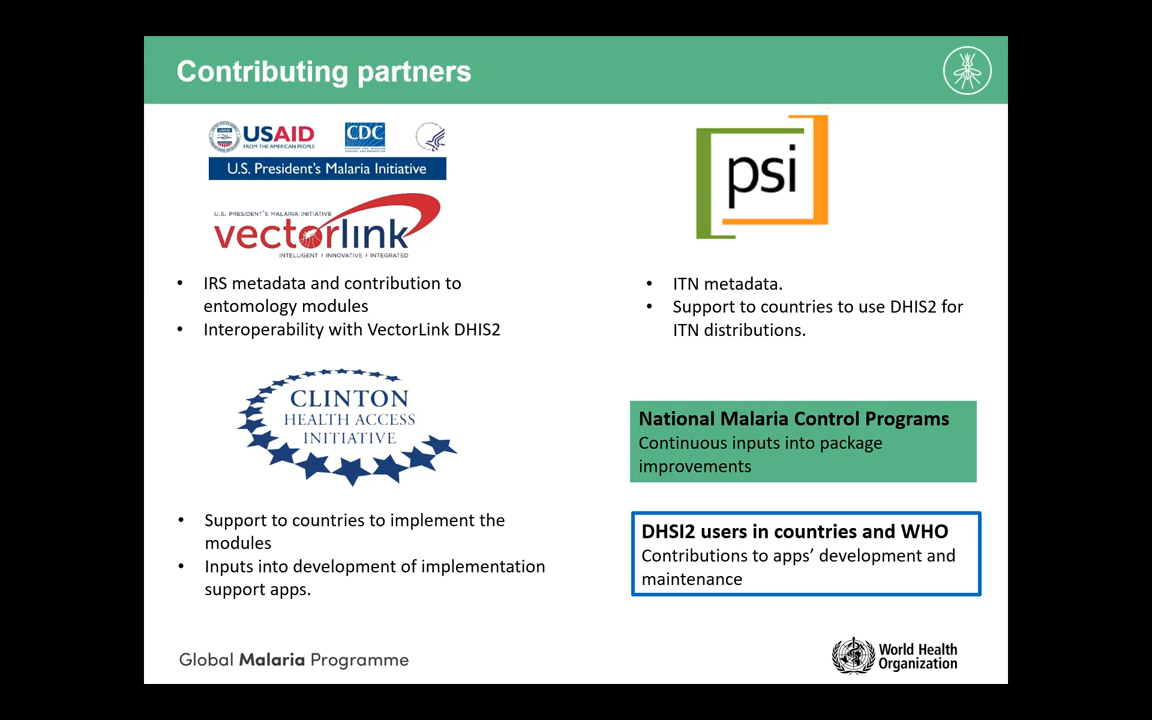 Contributing partners
USAID
FROM THE AMERICAN PEOPLE
CDC
U.S. President's Malaria Initiative
U.S. PRESIDENT'S MALARIA INITIATIVE
vectorlink
INTELLIGENT > INNOVATIVE > INTEGRATED
• IRS metadata and contribution to
entomology modules
• Interoperability with VectorLink DHIS2
psi
• ITN metadata.
• Support to countries to use DHIS2 for
ITN distributions.
CLINTON
HEALTH ACCESS
INITIATIVE
• Support to countries to implement the
modules
• Inputs into development of implementation
support apps.
National Malaria Control Programs
Continuous inputs into package
improvements
DHSI2 users in countries and WHO
Contributions to apps’ development and
maintenance
Global Malaria Programme
World Health
Organization